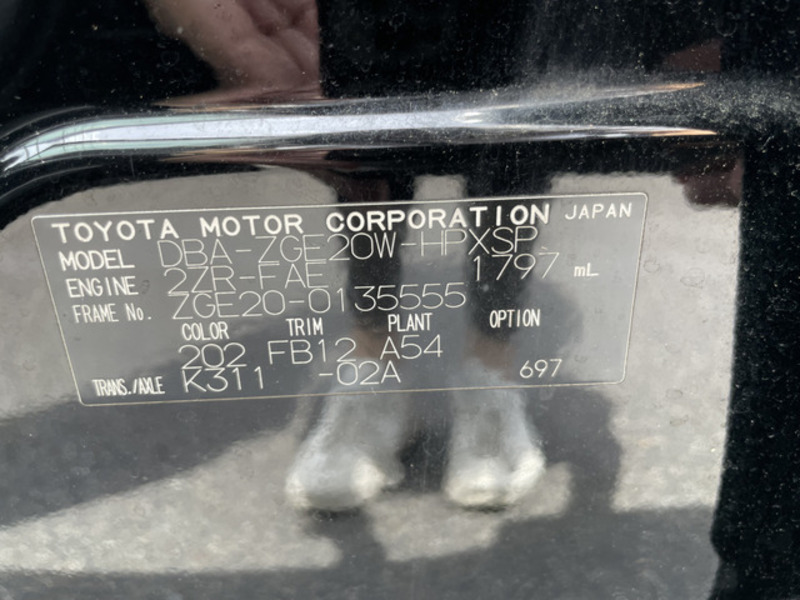 TOYOTA MOTOR CORPORATION JAPAN
MODEL DBA-ZGE20W-HPXSP
ENGINE 2ZR-FAE 1797 mL
FRAME No. ZGE20-0135555
COLOR TRIM PLANT OPTION
202 FB12 A54
TRANS./AXLE K311 -02A 697